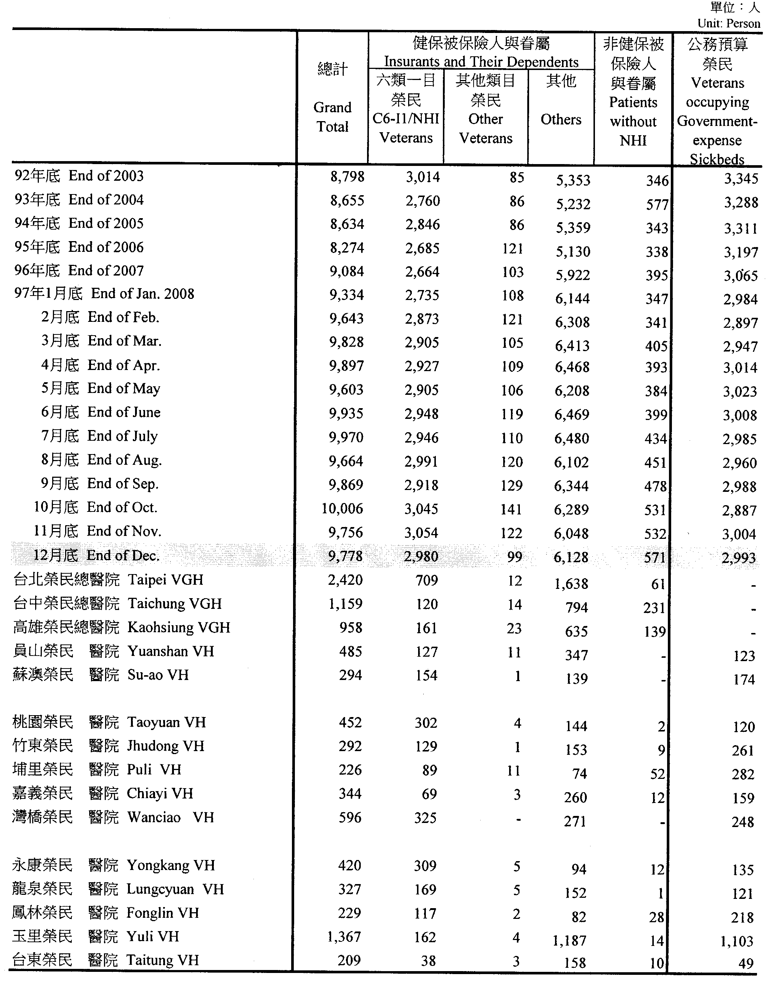 單位：人
Unit: Person
總計
Grand
Total
健保被保險人與眷屬
Insurants and Their Dependents
六類一目
榮民
C6-I1/NHI
Veterans
其他類目
榮民
Other
Veterans
其他
Others
非健保被
保險人
與眷屬
Patients
without
NHI
公務預算
榮民
Veterans
occupying
Government-
expense
Sickbeds
92年底 End of 2003 8,798 3,014 85 5,353 346 3,345
93年底 End of 2004 8,655 2,760 86 5,232 577 3,288
94年底 End of 2005 8,634 2,846 86 5,359 343 3,311
95年底 End of 2006 8,274 2,685 121 5,130 338 3,197
96年底 End of 2007 9,084 2,664 103 5,922 395 3,065
97年1月底 End of Jan. 2008 9,334 2,735 108 6,144 347 2,984
2月底 End of Feb. 9,643 2,873 121 6,308 341 2,897
3月底 End of Mar. 9,828 2,905 105 6,413 405 2,947
4月底 End of Apr. 9,897 2,927 109 6,468 393 3,014
5月底 End of May 9,603 2,905 106 6,208 384 3,023
6月底 End of June 9,935 2,948 119 6,469 399 3,008
7月底 End of July 9,970 2,946 110 6,480 434 2,985
8月底 End of Aug. 9,664 2,991 120 6,102 451 2,960
9月底 End of Sep. 9,869 2,918 129 6,344 478 2,988
10月底 End of Oct. 10,006 3,045 141 6,289 531 2,887
11月底 End of Nov. 9,756 3,054 122 6,048 532 3,004
12月底 End of Dec. 9,778 2,980 99 6,128 571 2,993
台北榮民總醫院 Taipei VGH 2,420 709 12 1,638 61 -
台中榮民總醫院 Taichung VGH 1,159 120 14 794 231 -
高雄榮民總醫院 Kaohsiung VGH 958 161 23 635 139 -
員山榮民 醫院 Yuanshan VH 485 127 11 347 - 123
蘇澳榮民 醫院 Su-ao VH 294 154 1 139 - 174
桃園榮民 醫院 Taoyuan VH 452 302 4 144 2 120
竹東榮民 醫院 Jhudong VH 292 129 1 153 9 261
埔里榮民 醫院 Puli VH 226 89 11 74 52 282
嘉義榮民 醫院 Chiayi VH 344 69 3 260 12 159
灣橋榮民 醫院 Wanciao VH 596 325 - 271 - 248
永康榮民 醫院 Yongkang VH 420 309 5 94 12 135
龍泉榮民 醫院 Lungcyuan VH 327 169 5 152 1 121
鳳林榮民 醫院 Fonglin VH 229 117 2 82 28 218
玉里榮民 醫院 Yuli VH 1,367 162 4 1,187 14 1,103
台東榮民 醫院 Taitung VH 209 38 3 158 10 49